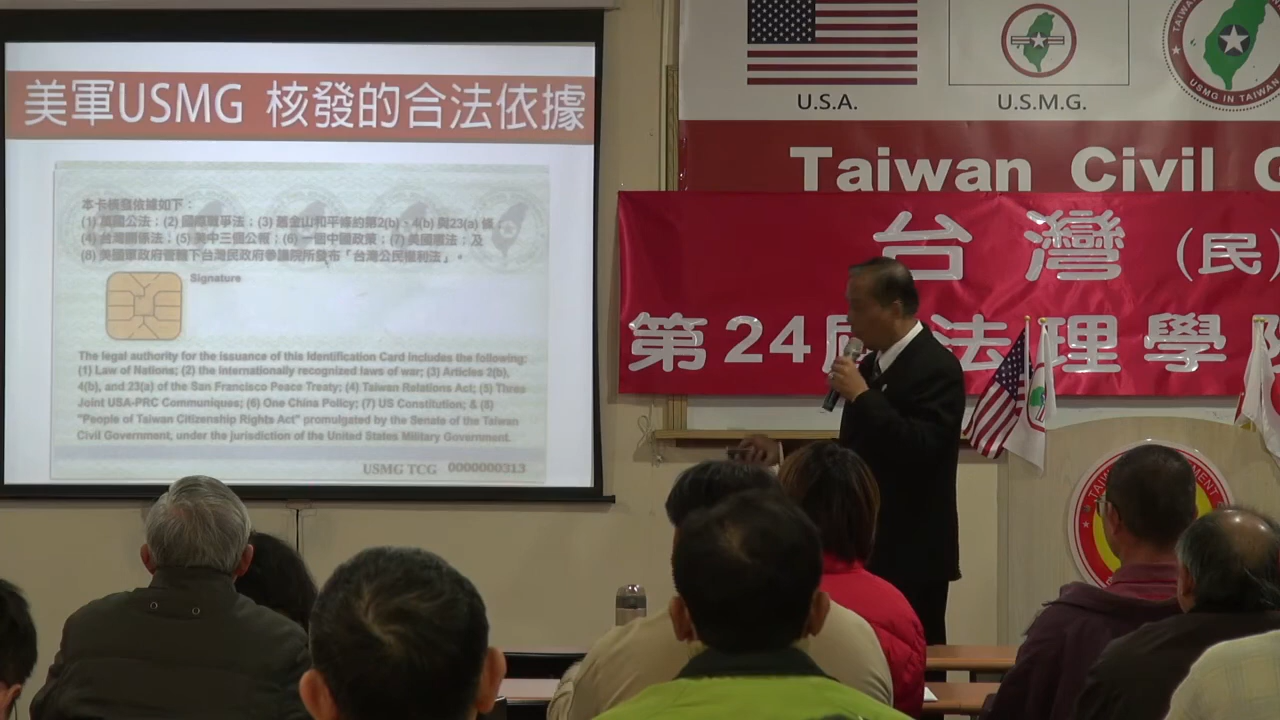 美軍USMG 核發的合法依據
本卡核發依據如下：
(1) 萬國公法；(2) 國際戰爭法；(3) 舊金山和平條約第2(b)、4(b) 與23(a) 條；
(4) 台灣關係法；(5) 美中三個公報；(6) 一個中國政策；(7) 美國憲法；及
(8) 美國軍政府管轄下台灣民政府參議院所發布「台灣公民權利法」。
Signature
The legal authority for the issuance of this Identification Card includes the following:
(1) Law of Nations; (2) the internationally recognized laws of war; (3) Articles 2(b),
4(b), and 23(a) of the San Francisco Peace Treaty; (4) Taiwan Relations Act; (5) Three
Joint USA-PRC Communiques; (6) One China Policy; (7) US Constitution; & (8)
"People of Taiwan Citizenship Rights Act" promulgated by the Senate of the Taiwan
Civil Government, under the jurisdiction of the United States Military Government.
USMG TCG 0000000313
U.S.A.
U.S.M.G.
USMG IN TAIWAN
Taiwan Civil G
台灣(民)
第24 法理學